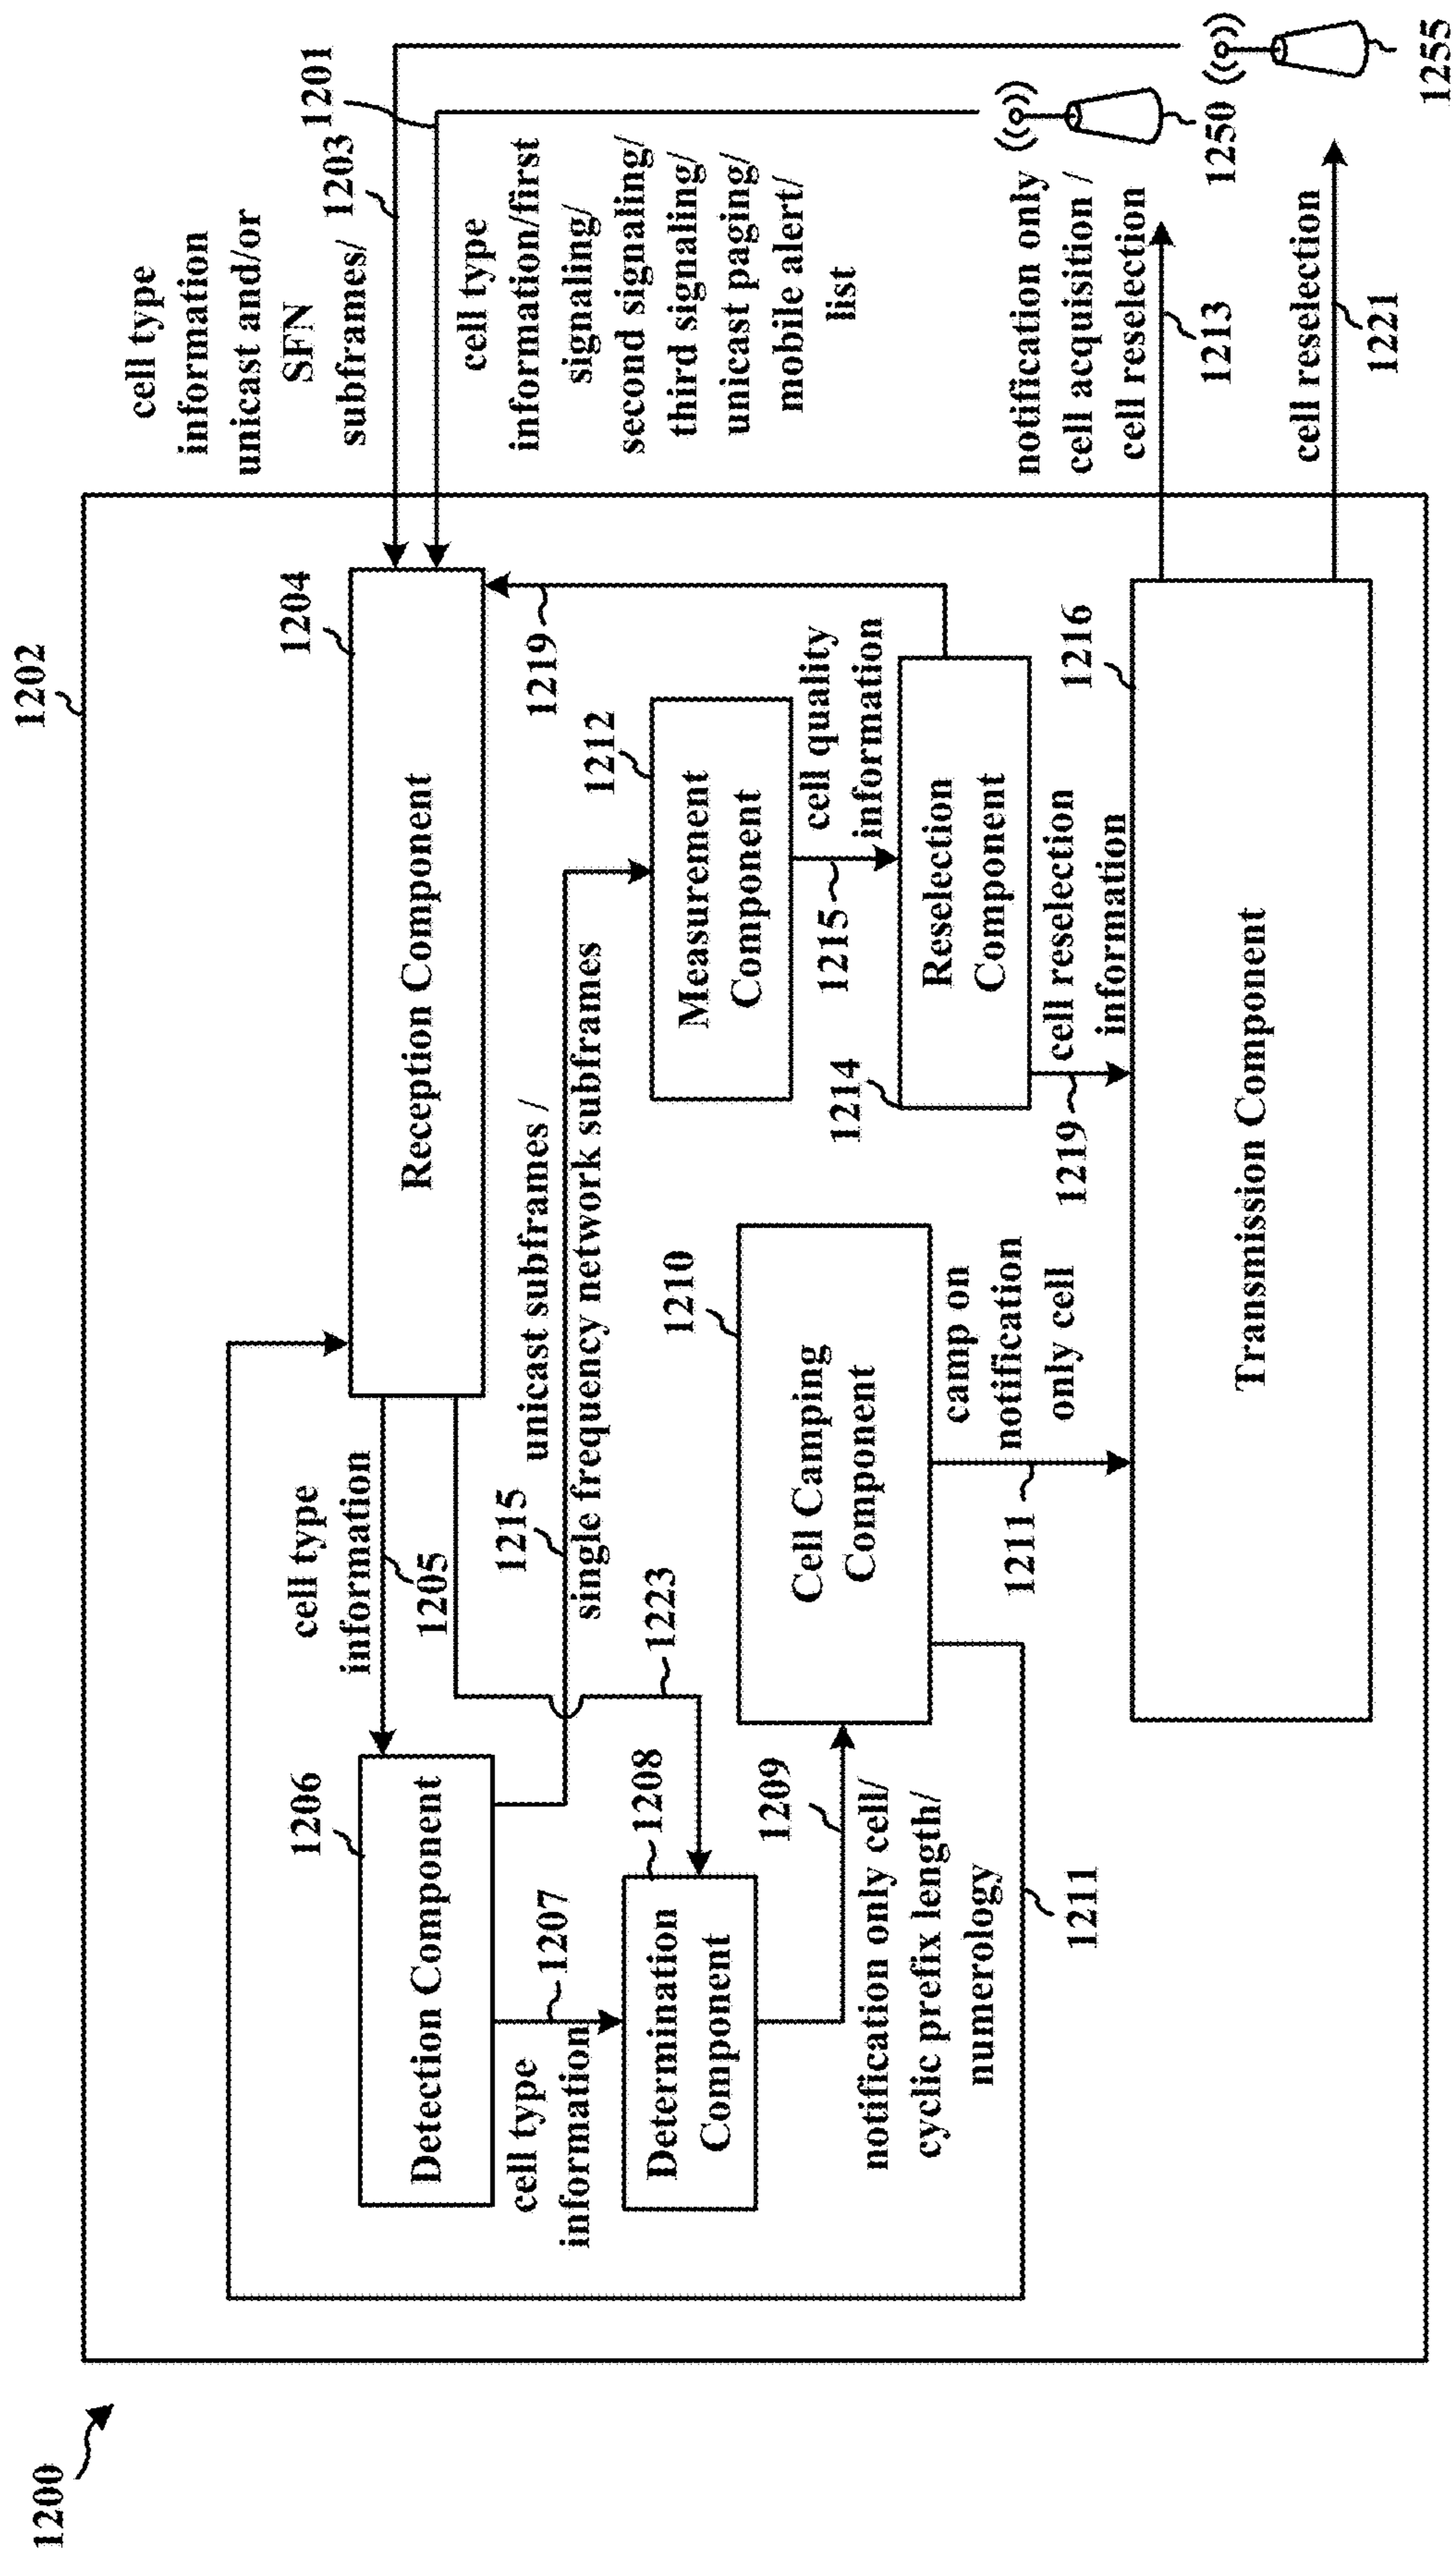 1200
1202
cell type
information
unicast and/or
SFN
subframes/
1203
1201
cell type
information/first
signaling/
second signaling/
third signaling/
unicast paging/
mobile alert/
list
1204
Reception Component
cell type
information
1205
1206
Detection Component
1219
1215
unicast subframes /
single frequency network subframes
1223
cell type
information
1207
1208
Determination
Component
1212
Measurement
Component
1215
cell quality
information
1209
notification only cell/
cyclic prefix length/
numerology
1210
Cell Camping
Component
1214
Reselection
Component
1211
camp on
notification
only cell
1211
1219
cell reselection
information
1216
Transmission Component
notification only
cell acquisition /
cell reselection
1213
1250
cell reselection
1221
1255